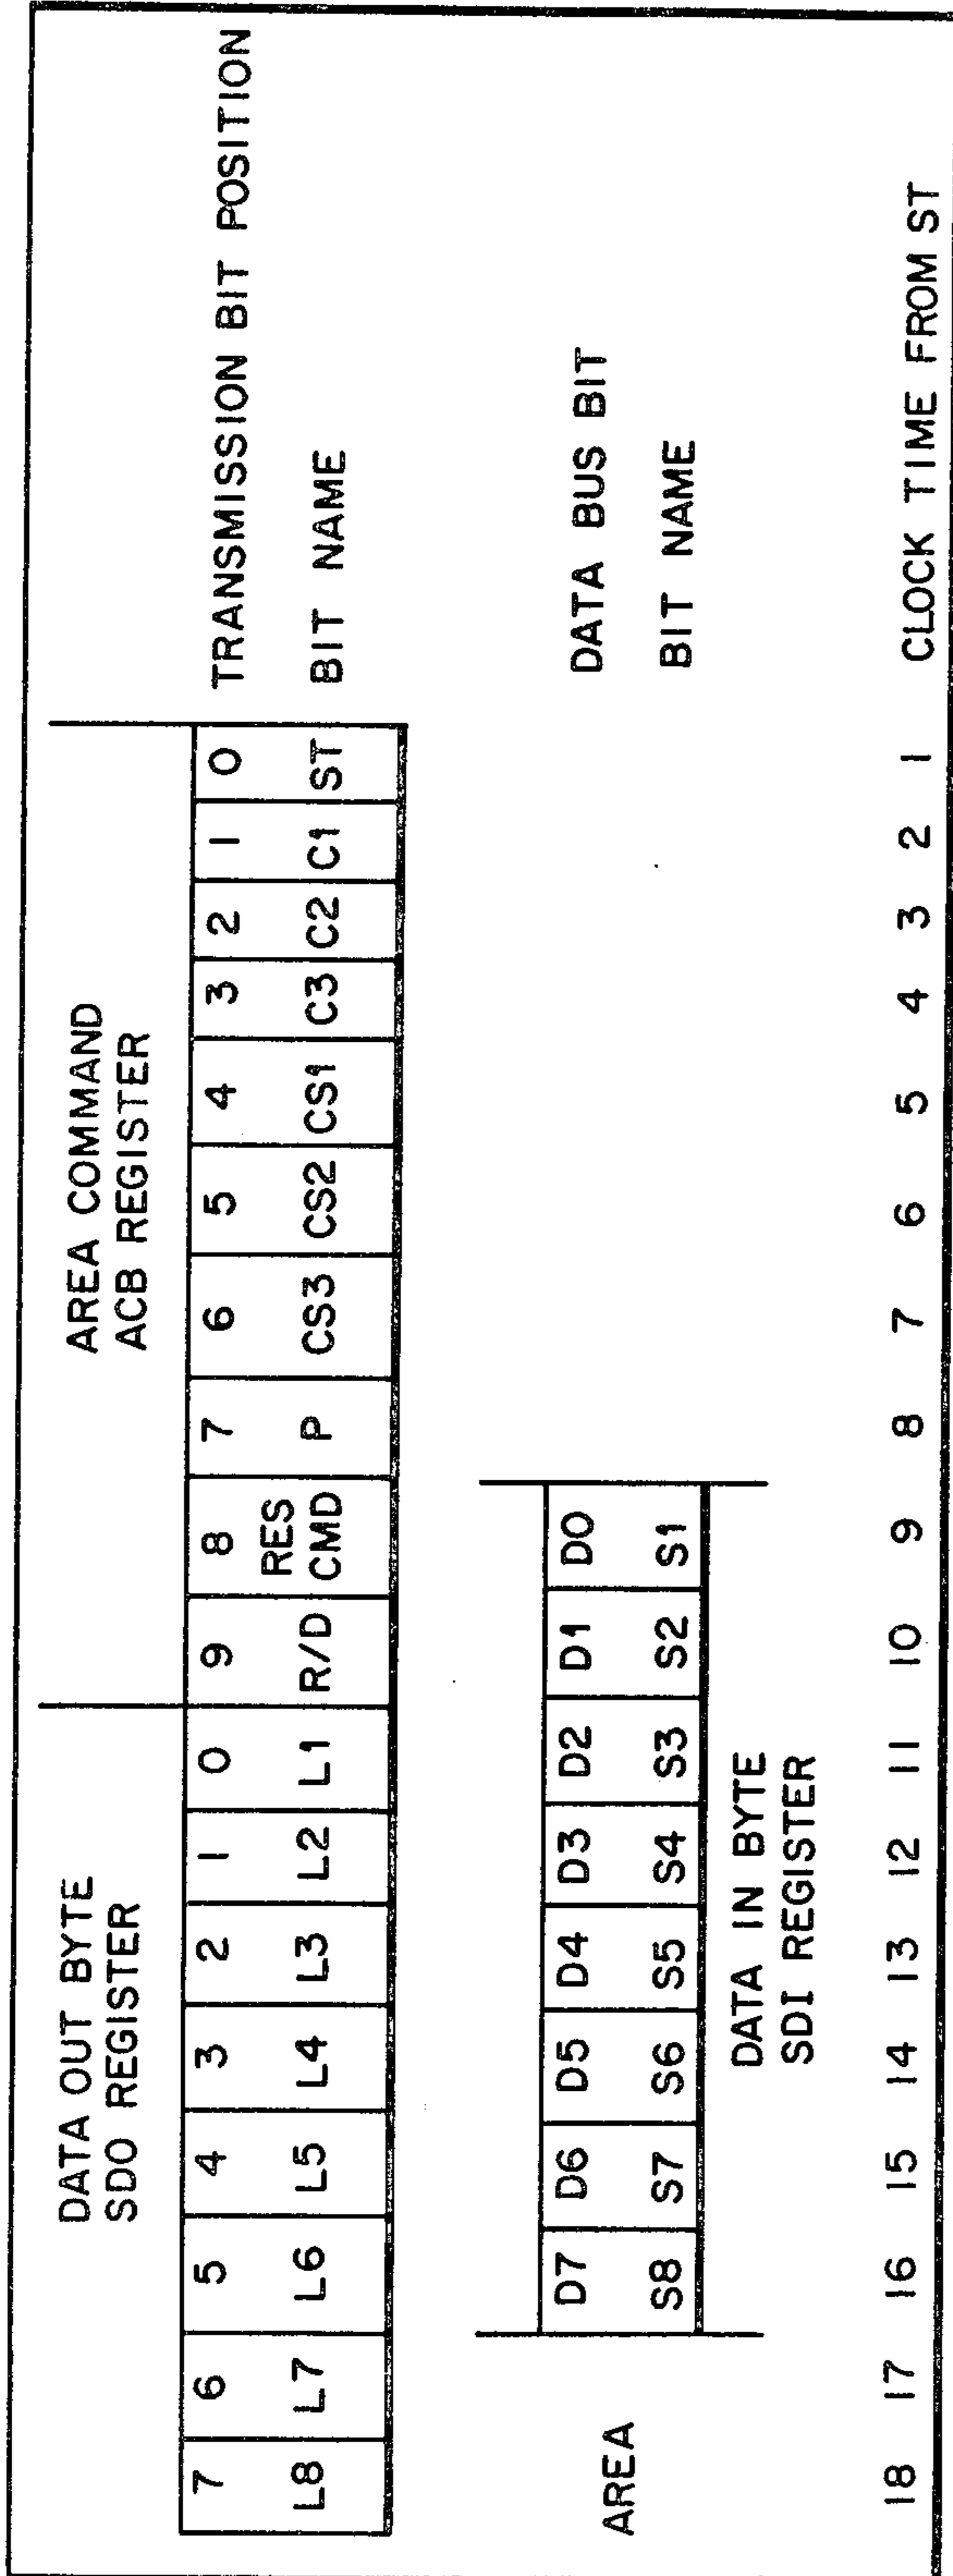 DATA OUT BYTE
SDO REGISTER
AREA COMMAND
ACB REGISTER
7 6 5 4 3 2 1 0 9 8 7 6 5 4 3 2 1 0 TRANSMISSION BIT POSITION
L8 L7 L6 L5 L4 L3 L2 L1 R/D RES CMD P CS3 CS2 CS1 C3 C2 C1 ST BIT NAME
AREA
D7 D6 D5 D4 D3 D2 D1 D0 DATA BUS BIT
S8 S7 S6 S5 S4 S3 S2 S1 BIT NAME
DATA IN BYTE
SDI REGISTER
18 17 16 15 14 13 12 11 10 9 8 7 6 5 4 3 2 1 CLOCK TIME FROM ST